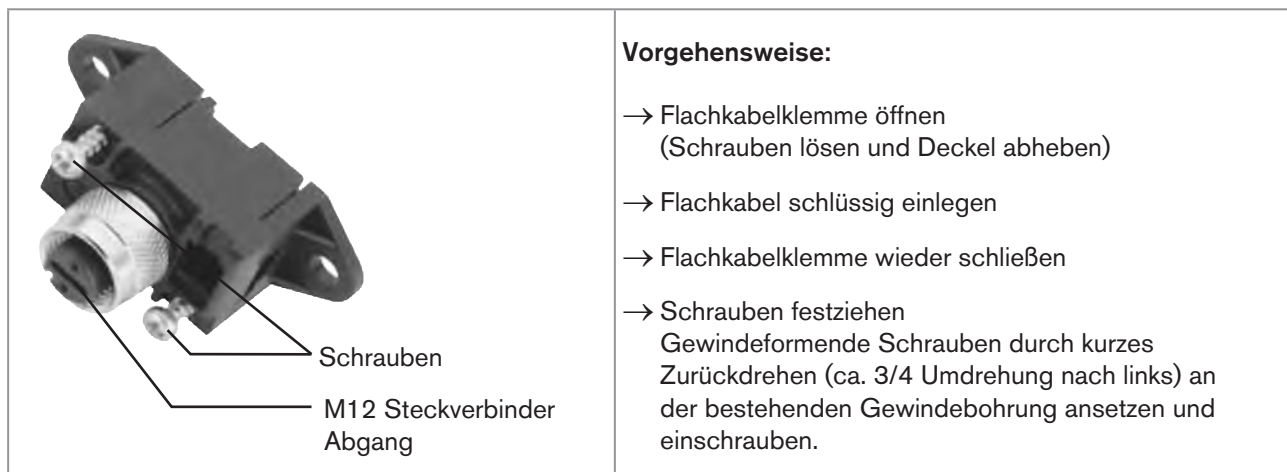 Schrauben
M12 Steckverbinder
Abgang
Vorgehensweise:
→ Flachkabelklemme öffnen
(Schrauben lösen und Deckel abheben)
→ Flachkabel schlüssig einlegen
→ Flachkabelklemme wieder schließen
→ Schrauben festziehen
Gewindeformende Schrauben durch kurzes
Zurückdrehen (ca. 3/4 Umdrehung nach links) an
der bestehenden Gewindebohrung ansetzen und
einschrauben.